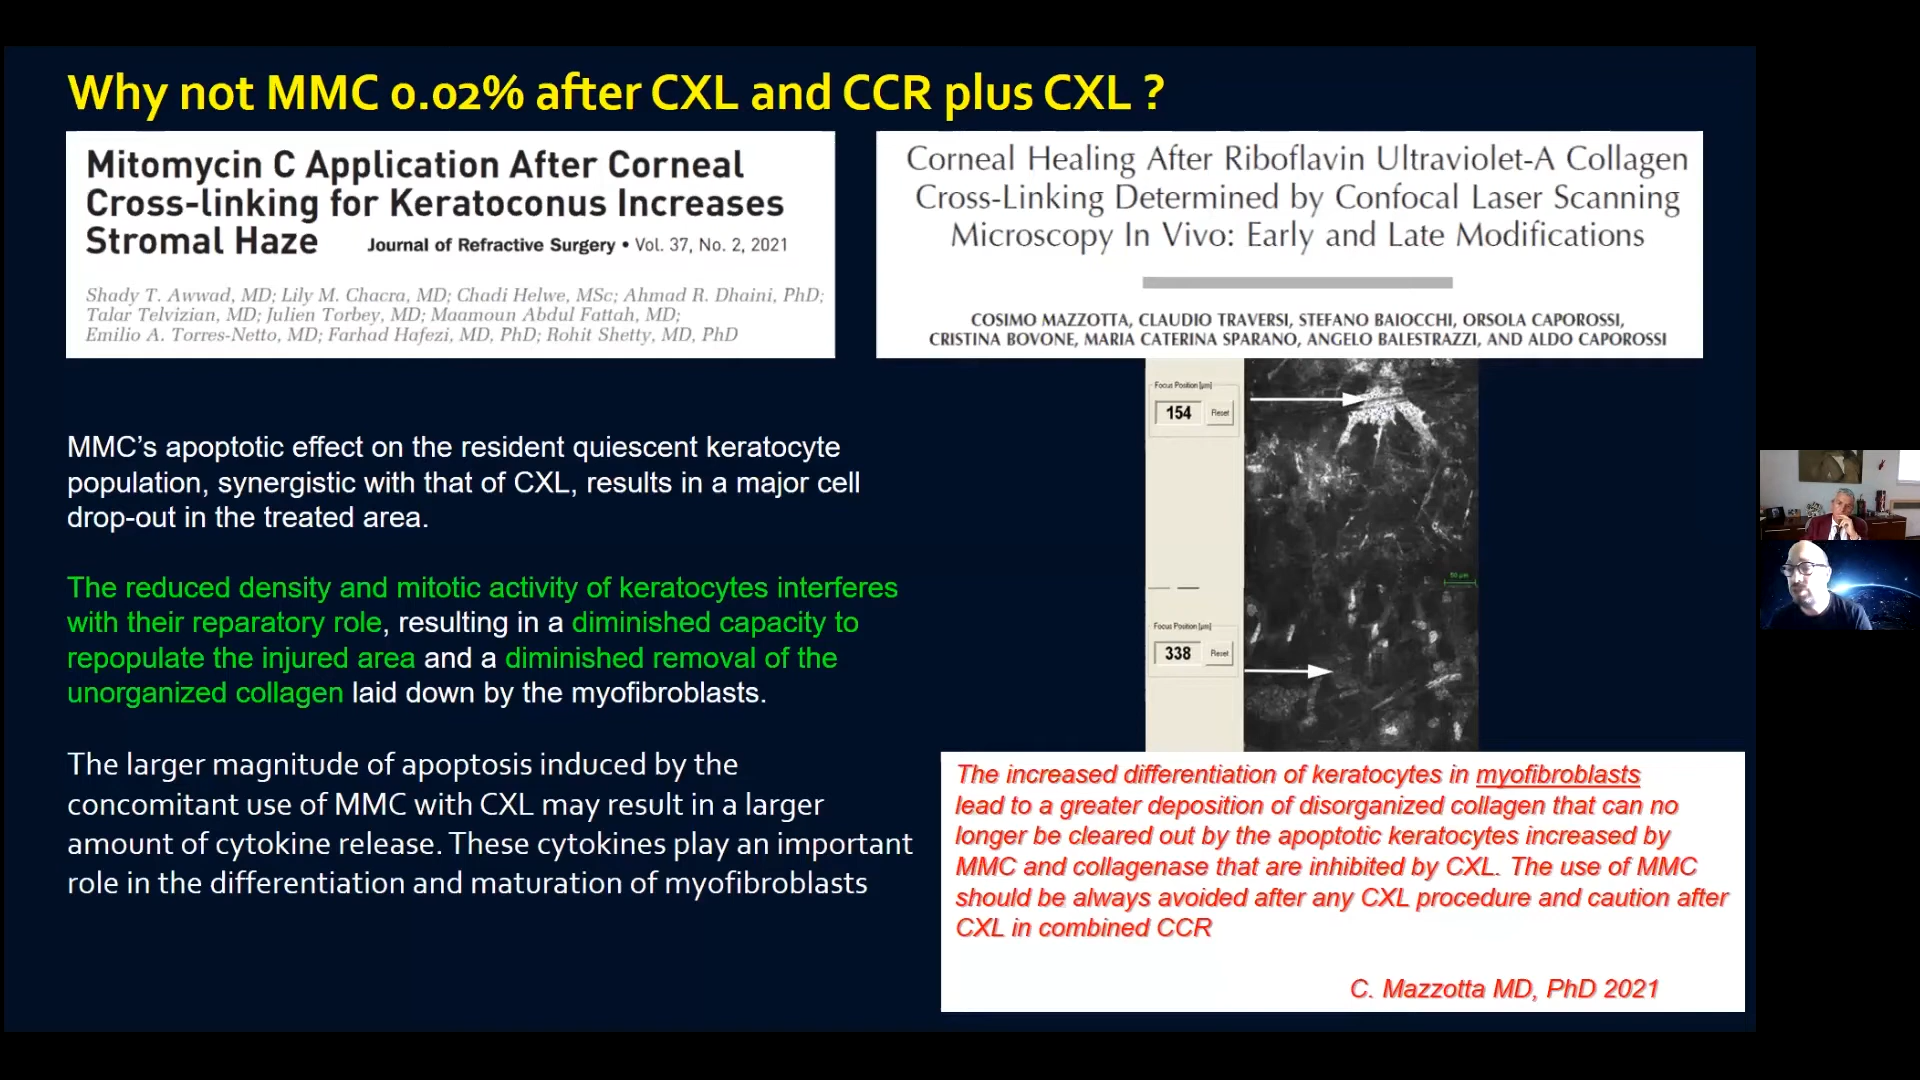 Why not MMC 0.02% after CXL and CCR plus CXL ?
Mitomycin C Application After Corneal
Cross-linking for Keratoconus Increases
Stromal Haze
Journal of Refractive Surgery • Vol. 37, No. 2, 2021
Shady T. Awwad, MD; Lily M. Chacra, MD; Chadi Helwe, MSc; Ahmad R. Dhaini, PhD;
Talar Telvizian, MD; Julien Torbey, MD; Maamoun Abdul Fattah, MD;
Emilio A. Torres-Netto, MD; Farhad Hafezi, MD, PhD; Rohit Shetty, MD, PhD
Corneal Healing After Riboflavin Ultraviolet-A Collagen
Cross-Linking Determined by Confocal Laser Scanning
Microscopy In Vivo: Early and Late Modifications
COSIMO MAZZOTTA, CLAUDIO TRAVERSI, STEFANO BAIOCCHI, ORSOLA CAPOROSSI,
CRISTINA BOVONE, MARIA CATERINA SPARANO, ANGELO BALESTRAZZI, AND ALDO CAPOROSSI
MMC’s apoptotic effect on the resident quiescent keratocyte
population, synergistic with that of CXL, results in a major cell
drop-out in the treated area.
The reduced density and mitotic activity of keratocytes interferes
with their reparatory role, resulting in a diminished capacity to
repopulate the injured area and a diminished removal of the
unorganized collagen laid down by the myofibroblasts.
The larger magnitude of apoptosis induced by the
concomitant use of MMC with CXL may result in a larger
amount of cytokine release. These cytokines play an important
role in the differentiation and maturation of myofibroblasts
Focus Position [µm]
154 Reset
50 µm
Focus Position [µm]
338 Reset
The increased differentiation of keratocytes in myofibroblasts
lead to a greater deposition of disorganized collagen that can no
longer be cleared out by the apoptotic keratocytes increased by
MMC and collagenase that are inhibited by CXL. The use of MMC
should be always avoided after any CXL procedure and caution after
CXL in combined CCR
C. Mazzotta MD, PhD 2021